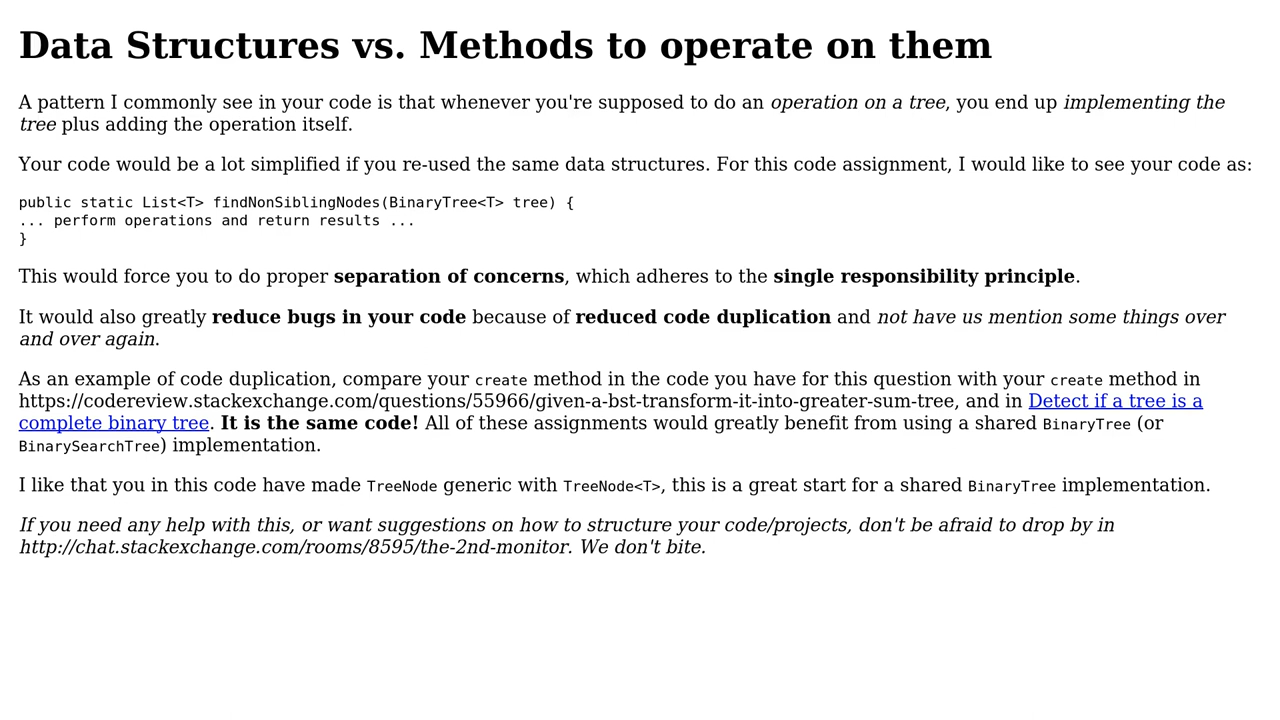 Data Structures vs. Methods to operate on them
A pattern I commonly see in your code is that whenever you're supposed to do an operation on a tree, you end up implementing the
tree plus adding the operation itself.
Your code would be a lot simplified if you re-used the same data structures. For this code assignment, I would like to see your code as:
public static List<T> findNonSiblingNodes(BinaryTree<T> tree) {
... perform operations and return results ...
}
This would force you to do proper separation of concerns, which adheres to the single responsibility principle.
It would also greatly reduce bugs in your code because of reduced code duplication and not have us mention some things over
and over again.
As an example of code duplication, compare your create method in the code you have for this question with your create method in
https://codereview.stackexchange.com/questions/55966/given-a-bst-transform-it-into-greater-sum-tree, and in Detect if a tree is a
complete binary tree. It is the same code! All of these assignments would greatly benefit from using a shared BinaryTree (or
BinarySearchTree) implementation.
I like that you in this code have made TreeNode generic with TreeNode<T>, this is a great start for a shared BinaryTree implementation.
If you need any help with this, or want suggestions on how to structure your code/projects, don't be afraid to drop by in
http://chat.stackexchange.com/rooms/8595/the-2nd-monitor. We don't bite.